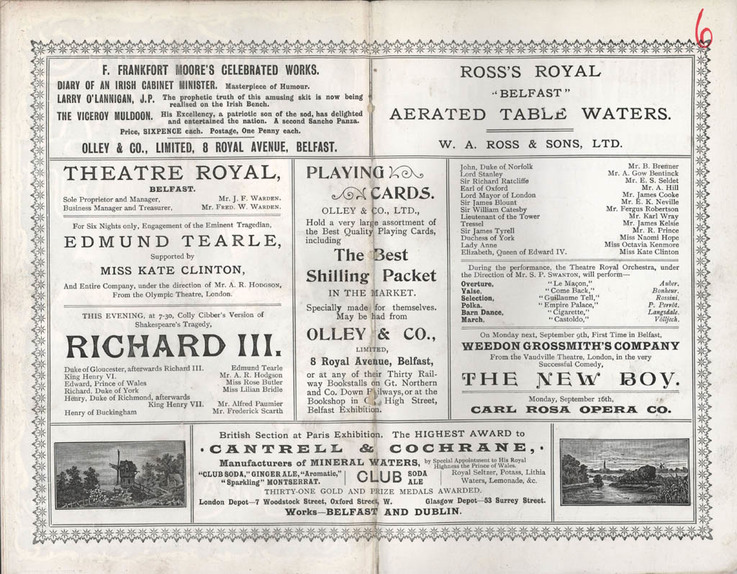 6
F. FRANKFORT MOORE'S CELEBRATED WORKS.
DIARY OF AN IRISH CABINET MINISTER. Masterpiece of Humour.
LARRY O'LANNIGAN, J.P. The prophetic truth of this amusing skit is now being
realised on the Irish Bench.
THE VICEROY MULDOON. His Excellency, a patriotic son of the sod, has delighted
and entertained the nation. A second Sancho Panza.
Price, SIXPENCE each. Postage, One Penny each.
OLLEY & CO., LIMITED, 8 ROYAL AVENUE, BELFAST.
ROSS'S ROYAL
"BELFAST"
AERATED TABLE WATERS.
W. A. ROSS & SONS, LTD.
THEATRE ROYAL,
BELFAST.
Sole Proprietor and Manager, Mr. J. F. WARDEN.
Business Manager and Treasurer, Mr. FRED. W. WARDEN.
For Six Nights only, Engagement of the Eminent Tragedian,
EDMUND TEARLE,
Supported by
MISS KATE CLINTON,
And Entire Company, under the direction of Mr. A. R. HODGSON,
From the Olympic Theatre, London.
THIS EVENING, at 7-30, Colly Cibber's Version of
Shakespeare's Tragedy,
RICHARD III.
Duke of Gloucester, afterwards Richard III. Edmund Tearle
King Henry VI. Mr. A. R. Hodgson
Edward, Prince of Wales Miss Rose Butler
Richard, Duke of York Miss Lilian Bridle
Henry, Duke of Richmond, afterwards
King Henry VII. Mr. Alfred Paumier
Henry of Buckingham Mr. Frederick Scarth
PLAYING
CARDS.
OLLEY & CO., LTD.,
Hold a very large assortment of
the Best Quality Playing Cards,
including
The Best
Shilling Packet
IN THE MARKET.
Specially made for themselves.
May be had from
OLLEY & CO.,
LIMITED,
8 Royal Avenue, Belfast,
or at any of their Thirty Rail-
way Bookstalls on Gt. Northern
and Co. Down Railways, or at the
Bookshop in High Street,
Belfast Exhibition.
John, Duke of Norfolk Mr. B. Brenner
Lord Stanley Mr. A. Gow Bentinck
Sir Richard Ratcliffe Mr. E. S. Seldet
Earl of Oxford Mr. A. Hill
Lord Mayor of London Mr. James Cooke
Sir James Blount Mr. E. K. Neville
Sir William Catesby Mr. Fergus Robertson
Lieutenant of the Tower Mr. Karl Wray
Tressel Mr. James Kelsie
Sir James Tyrell Mr. R. Prince
Duchess of York Miss Naomi Hope
Lady Anne Miss Octavia Kenmore
Elizabeth, Queen of Edward IV. Miss Kate Clinton
During the performance, the Theatre Royal Orchestra, under
the Direction of Mr. S. P. SWANTON, will perform—
Overture, "Le Maçon," Auber.
Valse, "Come Back," Bonheur.
Selection, "Guillaume Tell," Rossini.
Polka, "Empire Palace," P. Perrôt.
Barn Dance, "Cigarette," Langsdale.
March, "Castoldo," Völljch.
On Monday next, September 9th, First Time in Belfast,
WEEDON GROSSMITH'S COMPANY
From the Vaudville Theatre, London, in the very
Successful Comedy,
THE NEW BOY.
Monday, September 16th,
CARL ROSA OPERA CO.
British Section at Paris Exhibition. The HIGHEST AWARD to
CANTRELL & COCHRANE,
Manufacturers of MINERAL WATERS, by Special Appointment to His Royal
Highness the Prince of Wales.
"CLUB SODA," GINGER ALE, "Aromatic," CLUB SODA Royal Seltzer, Potass, Lithia
"Sparkling" MONTSERRAT. ALE Waters, Lemonade, &c.
THIRTY-ONE GOLD AND PRIZE MEDALS AWARDED.
London Depot—7 Woodstock Street, Oxford Street, W. Glasgow Depot—53 Surrey Street.
Works—BELFAST AND DUBLIN.